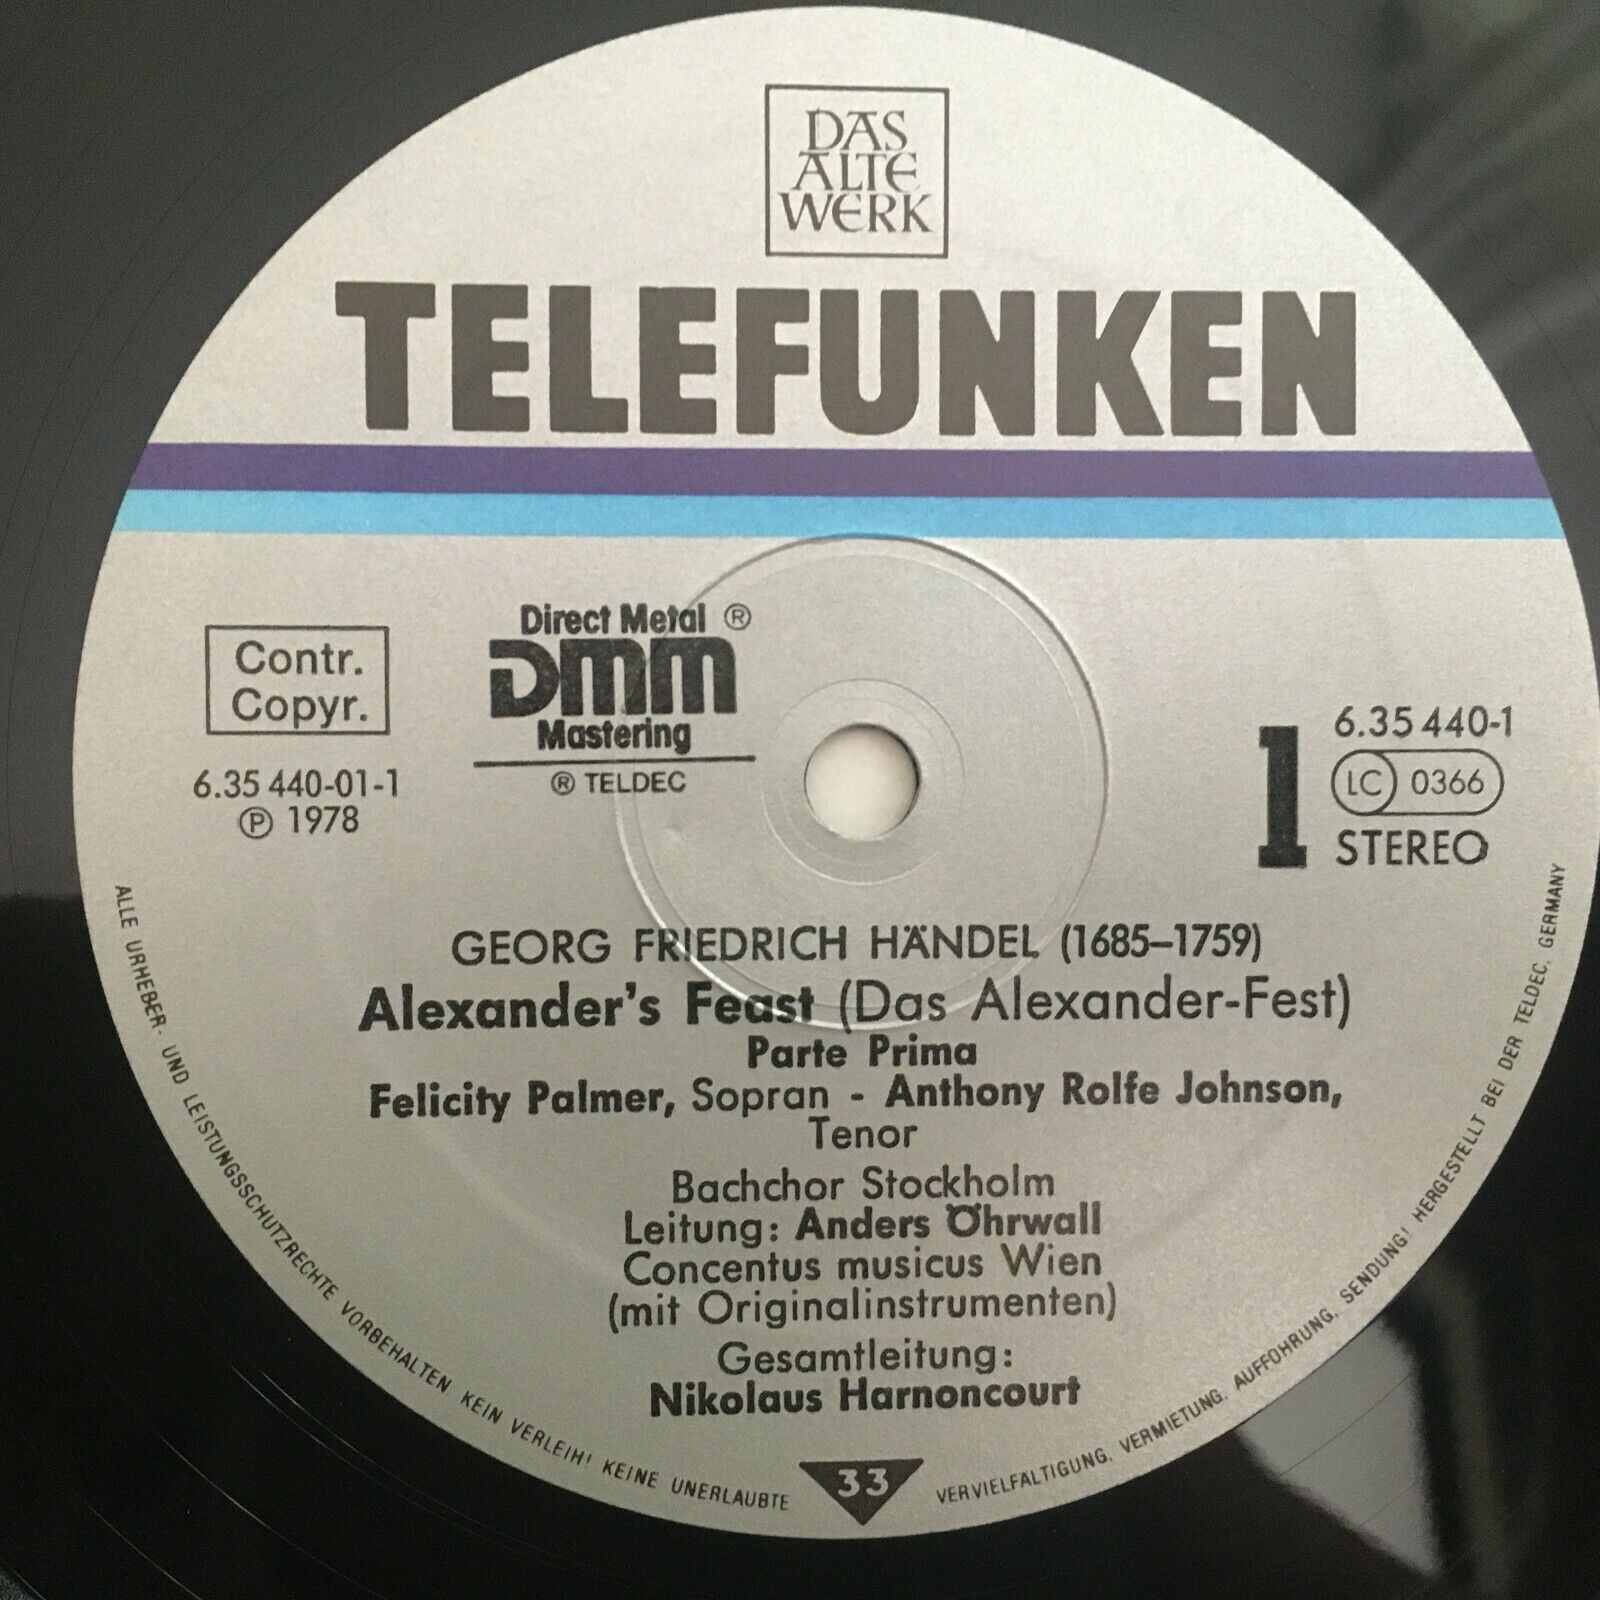 DAS
ALTE
WERK
TELEFUNKEN
Contr.
Copyr.
6.35 440-01-1
Ⓟ 1978
Direct Metal ®
DMM
Mastering
® TELDEC
1
6.35 440-1
LC 0366
STEREO
GEORG FRIEDRICH HÄNDEL (1685–1759)
Alexander's Feast (Das Alexander-Fest)
Parte Prima
Felicity Palmer, Sopran - Anthony Rolfe Johnson,
Tenor
Bachchor Stockholm
Leitung: Anders Öhrwall
Concentus musicus Wien
(mit Originalinstrumenten)
Gesamtleitung:
Nikolaus Harnoncourt
33
ALLE URHEBER- UND LEISTUNGSSCHUTZRECHTE VORBEHALTEN KEIN VERLEIH! KEINE UNERLAUBTE VERVIELFALTIGUNG, VERMIETUNG, AUFFOHRUNG, SENDUNG! HERGESTELLT BEI DER TELDEC, GERMANY